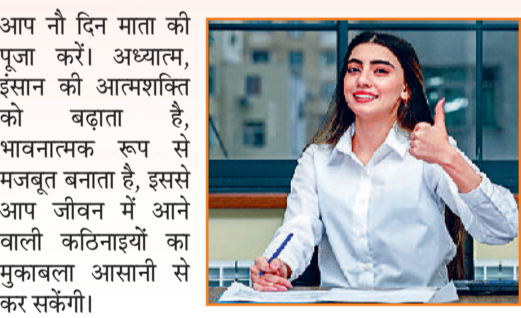 आप नौ दिन माता की
पूजा करें। अध्यात्म,
इंसान की आत्मशक्ति
को बढ़ाता है,
भावनात्मक रूप से
मजबूत बनाता है, इससे
आप जीवन में आने
वाली कठिनाइयों का
मुकाबला आसानी से
कर सकेंगी।